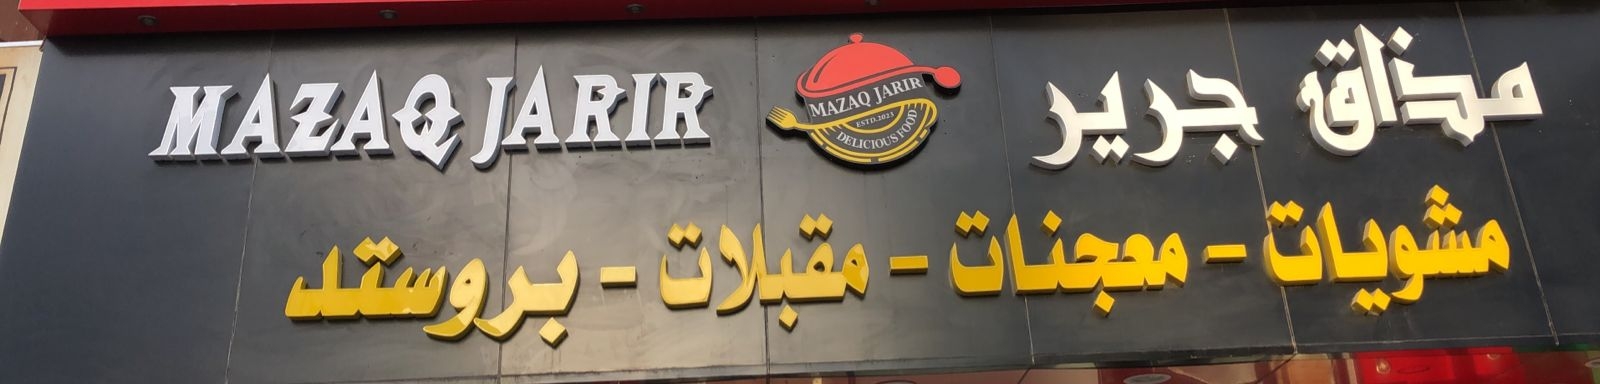 MAZAQ JARIR
MAZAQ JARIR
ESTD.2023
DELICIOUS FOOD
مذاق جرير
مشويات - معجنات - مقبلات - بروستد